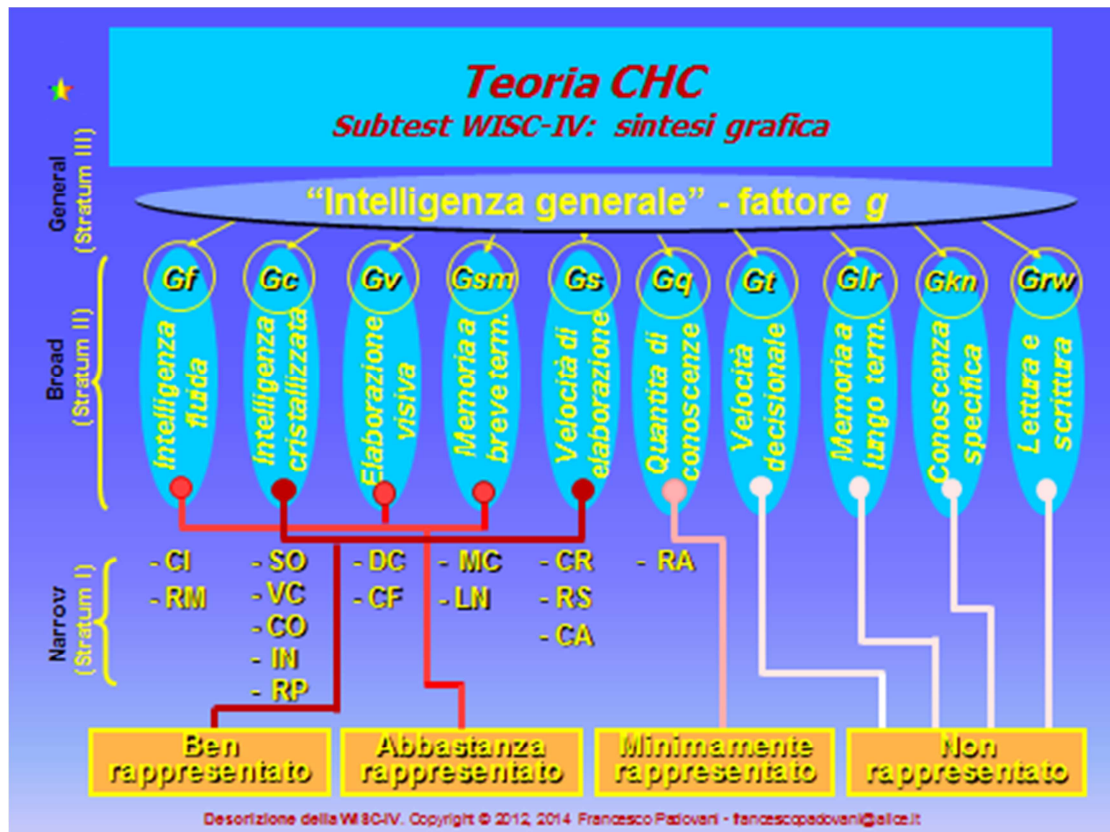 Teoria CHC
Subtest WISC-IV: sintesi grafica
General
(Stratum III)
"Intelligenza generale" - fattore g
Broad
(Stratum II)
Gf
Gc
Gv
Gsm
Gs
Gq
Gt
Glr
Gkn
Grw
Intelligenza
fluida
Intelligenza
cristallizzata
Elaborazione
visiva
Memoria a
breve term.
Velocità di
elaborazione
Quantita di
conoscenze
Velocità
decisionale
Memoria a
lungo term.
Conoscenza
specifica
Lettura e
scrittura
Narrow
(Stratum I)
- CI
- RM
- SO
- VC
- CO
- IN
- RP
- DC
- CF
- MC
- LN
- CR
- RS
- CA
- RA
Ben
rappresentato
Abbastanza
rappresentato
Minimamente
rappresentato
Non
rappresentato
Descrizione della WISC-IV. Copyright © 2012, 2014 Francesco Padovani - francescopadovani@alice.it